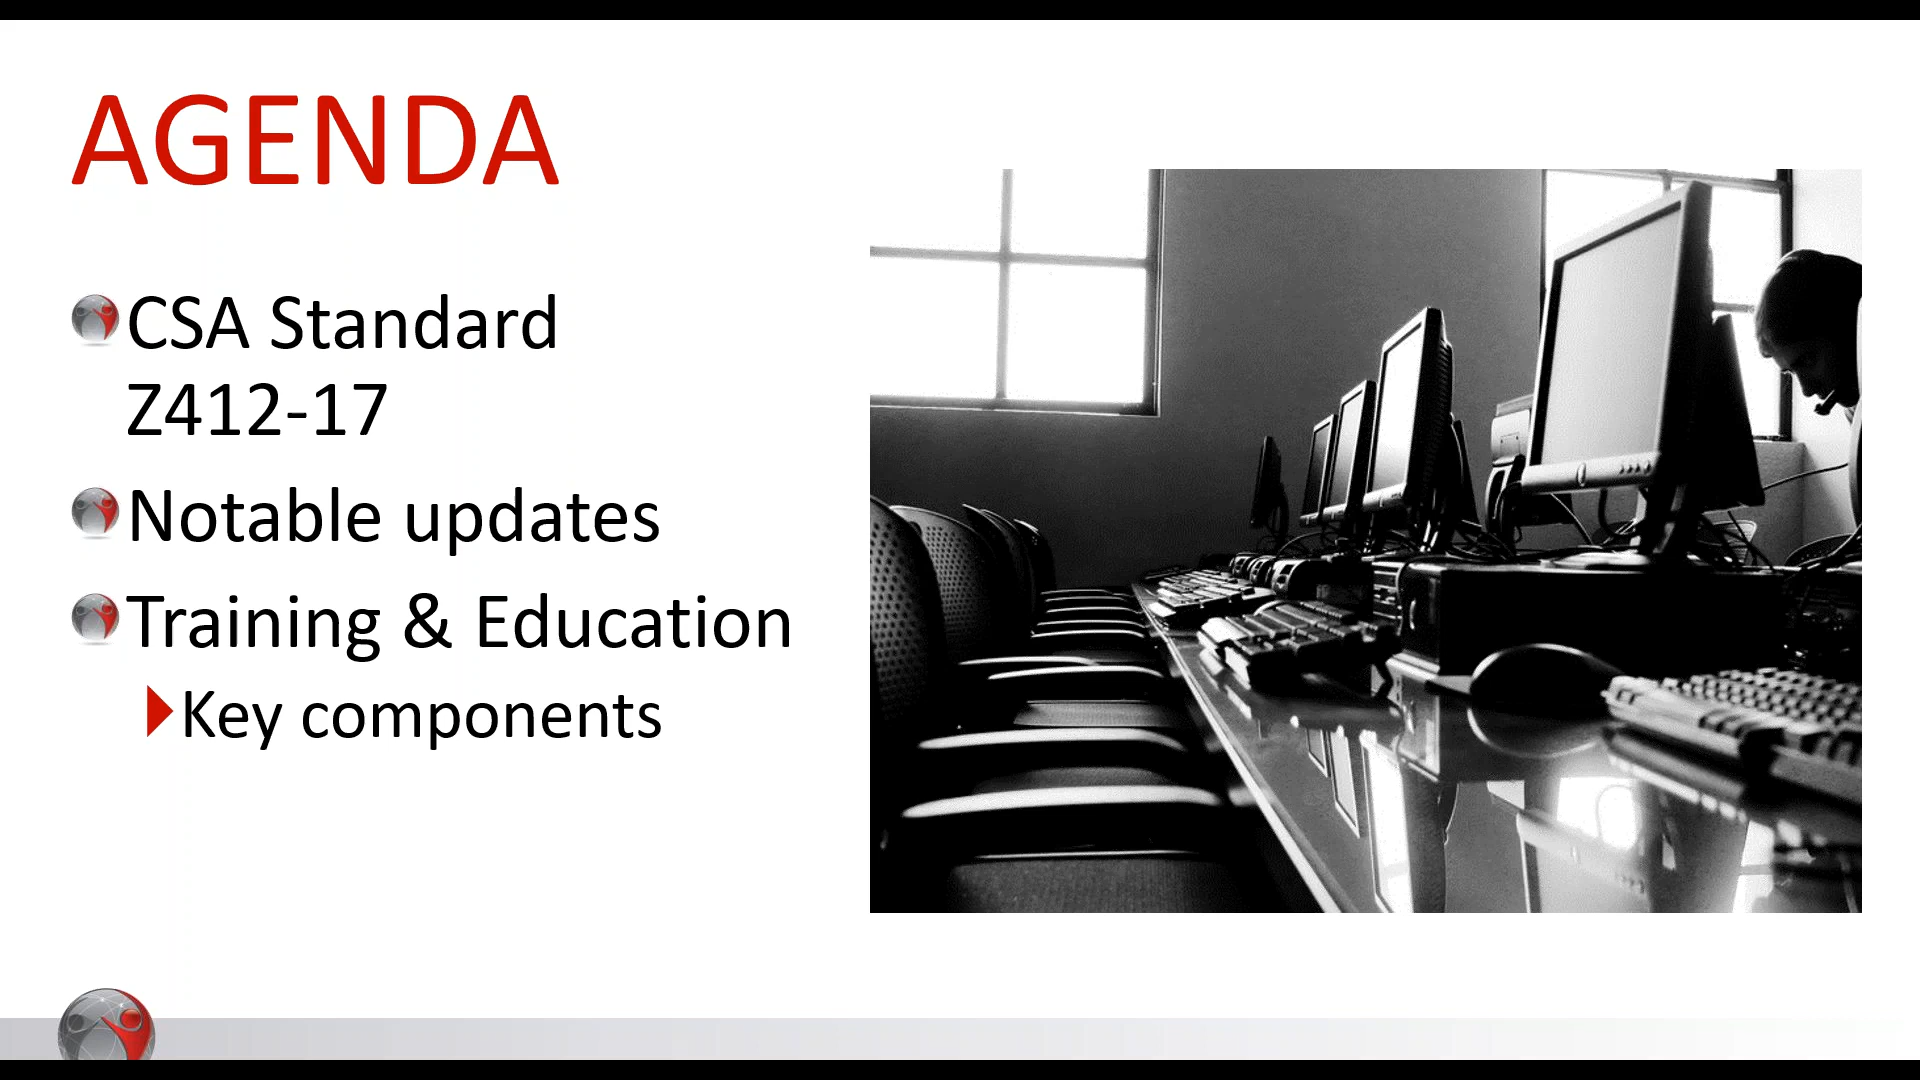 AGENDA
CSA Standard
Z412-17
Notable updates
Training & Education
Key components